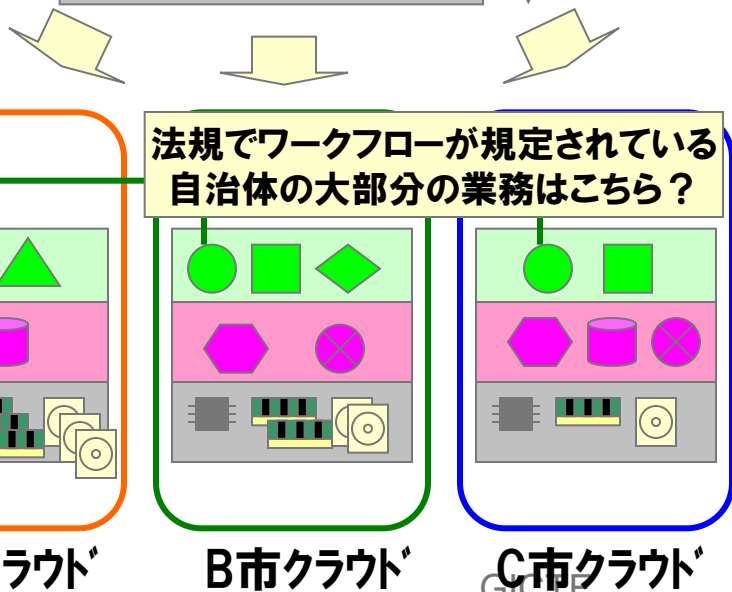 法規でワークフローが規定されている
自治体の大部分の業務はこちら？
ラウド
B市クラウド
C市クラウド
GICTF